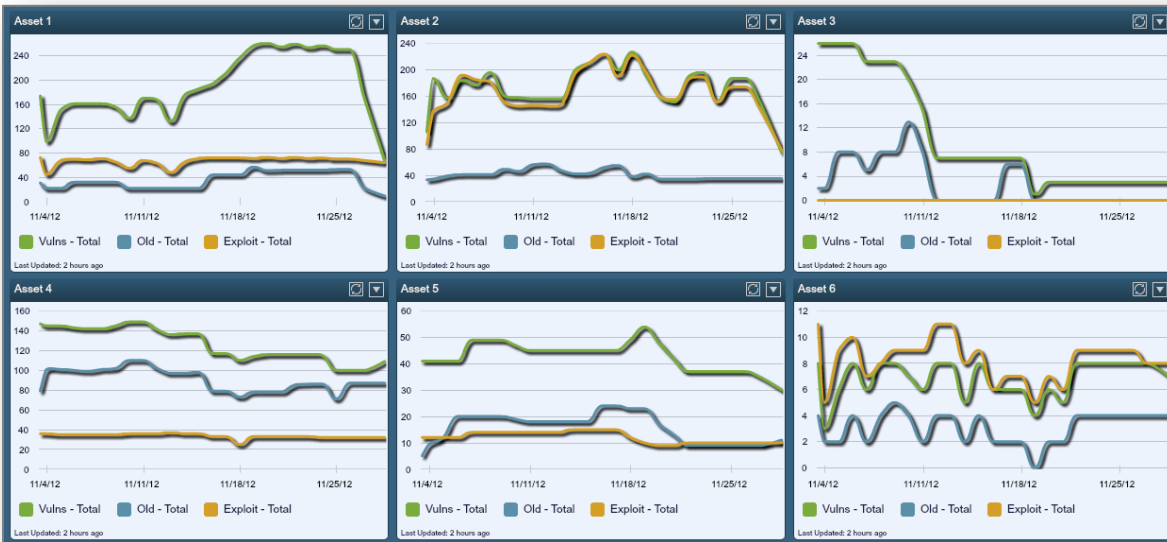 Asset 1
240
200
160
120
80
40
0
11/4/12 11/11/12 11/18/12 11/25/12
Vulns - Total Old - Total Exploit - Total
Last Updated: 2 hours ago
Asset 2
240
200
160
120
80
40
0
11/4/12 11/11/12 11/18/12 11/25/12
Vulns - Total Old - Total Exploit - Total
Last Updated: 2 hours ago
Asset 3
24
20
16
12
8
4
0
11/4/12 11/11/12 11/18/12 11/25/12
Vulns - Total Old - Total Exploit - Total
Last Updated: 2 hours ago
Asset 4
160
140
120
100
80
60
40
20
0
11/4/12 11/11/12 11/18/12 11/25/12
Vulns - Total Old - Total Exploit - Total
Last Updated: 2 hours ago
Asset 5
60
50
40
30
20
10
0
11/4/12 11/11/12 11/18/12 11/25/12
Vulns - Total Old - Total Exploit - Total
Last Updated: 2 hours ago
Asset 6
12
10
8
6
4
2
0
11/4/12 11/11/12 11/18/12 11/25/12
Vulns - Total Old - Total Exploit - Total
Last Updated: 2 hours ago